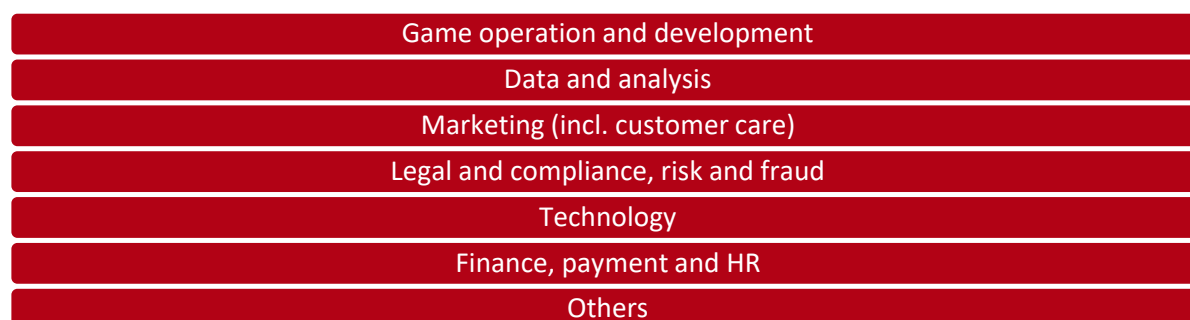 Game operation and development
Data and analysis
Marketing (incl. customer care)
Legal and compliance, risk and fraud
Technology
Finance, payment and HR
Others